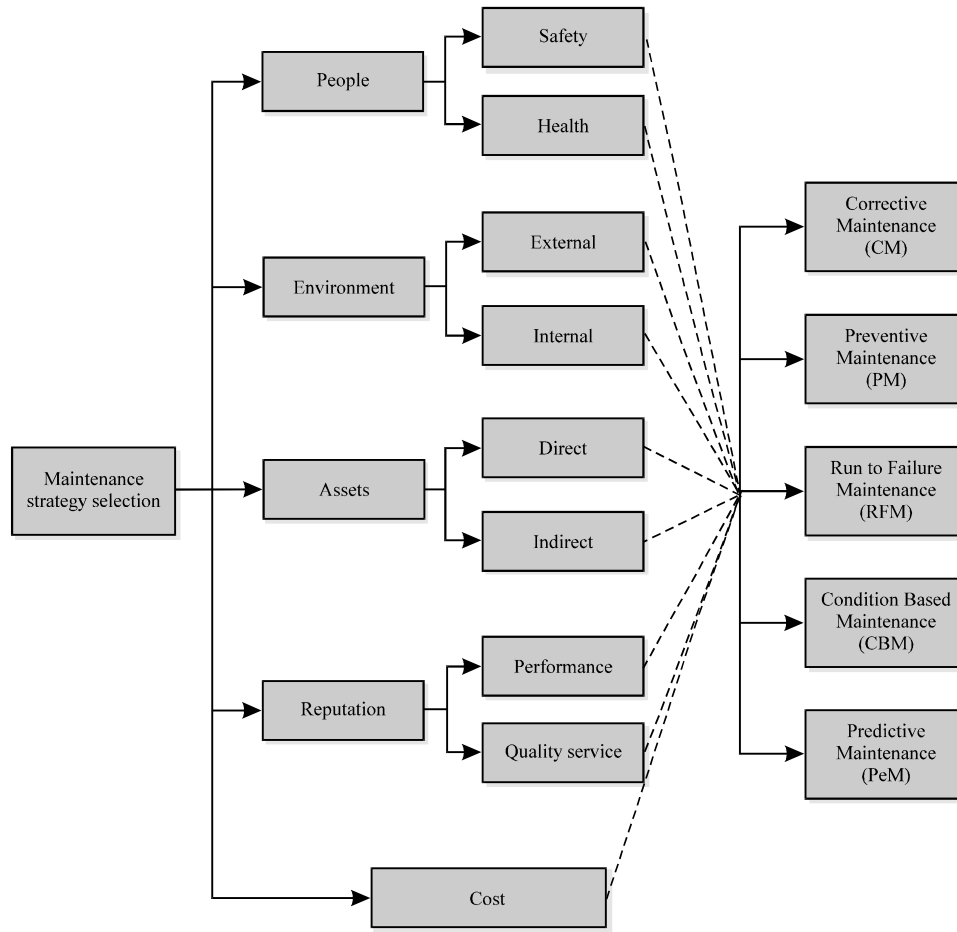 Maintenance
strategy selection
People
Environment
Assets
Reputation
Cost
Safety
Health
External
Internal
Direct
Indirect
Performance
Quality service
Corrective
Maintenance
(CM)
Preventive
Maintenance
(PM)
Run to Failure
Maintenance
(RFM)
Condition Based
Maintenance
(CBM)
Predictive
Maintenance
(PeM)